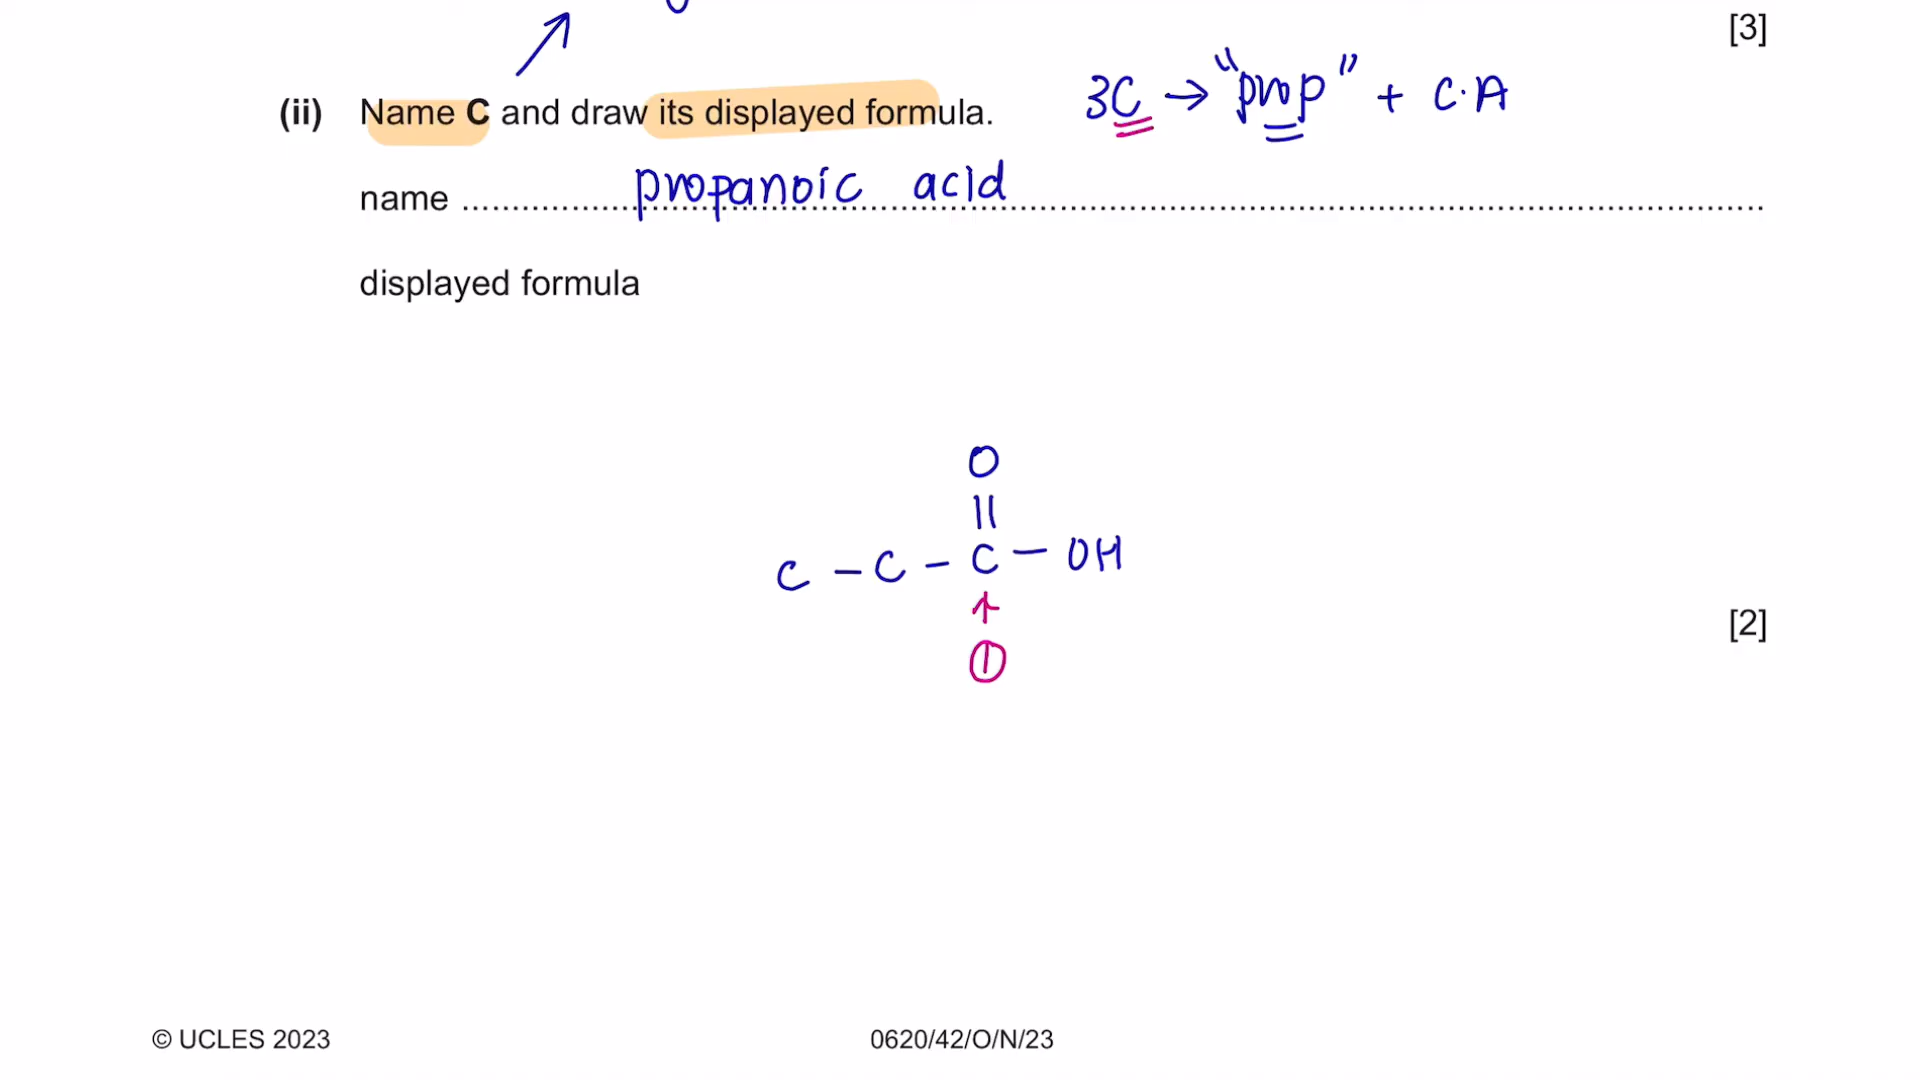 [3]
(ii) Name C and draw its displayed formula.
3C → "prop" + C.A
name ........ propanoic acid ........
displayed formula
O
||
C – C – C – OH
↑
①
[2]
© UCLES 2023
0620/42/O/N/23